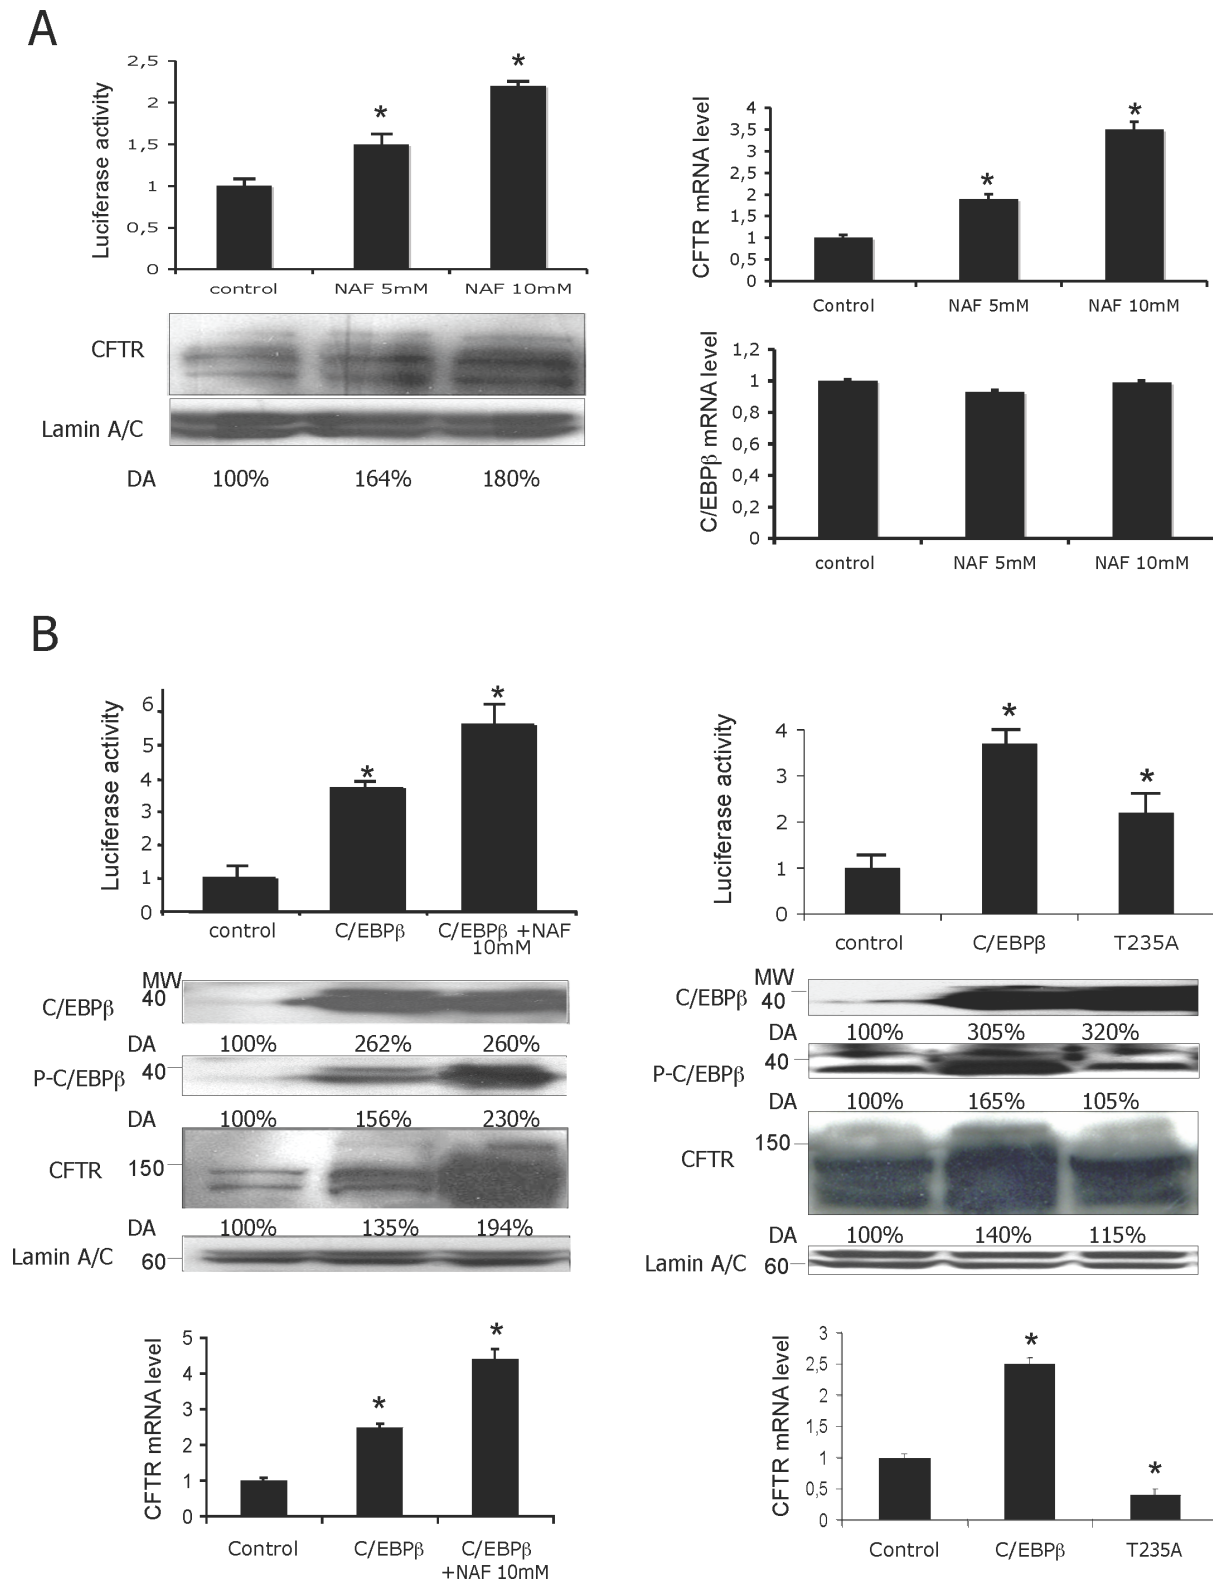 A
Luciferase activity
2,5
2
1,5
1
0,5
0
*
*
control NAF 5mM NAF 10mM
CFTR
Lamin A/C
DA 100% 164% 180%
CFTR mRNA level
4
3,5
3
2,5
2
1,5
1
0,5
0
*
*
Control NAF 5mM NAF 10mM
C/EBPβ mRNA level
1,2
1
0,8
0,6
0,4
0,2
0
control NAF 5mM NAF 10mM
B
Luciferase activity
6
5
4
3
2
1
0
*
*
control C/EBPβ C/EBPβ +NAF
10mM
MW
C/EBPβ 40
DA 100% 262% 260%
P-C/EBPβ 40
DA 100% 156% 230%
CFTR 150
DA 100% 135% 194%
Lamin A/C 60
CFTR mRNA level
5
4
3
2
1
0
*
*
Control C/EBPβ C/EBPβ
+NAF 10mM
Luciferase activity
4
3
2
1
0
*
*
control C/EBPβ T235A
MW
C/EBPβ 40
DA 100% 305% 320%
P-C/EBPβ 40
DA 100% 165% 105%
CFTR 150
DA 100% 140% 115%
Lamin A/C 60
CFTR mRNA level
3
2,5
2
1,5
1
0,5
0
*
*
Control C/EBPβ T235A